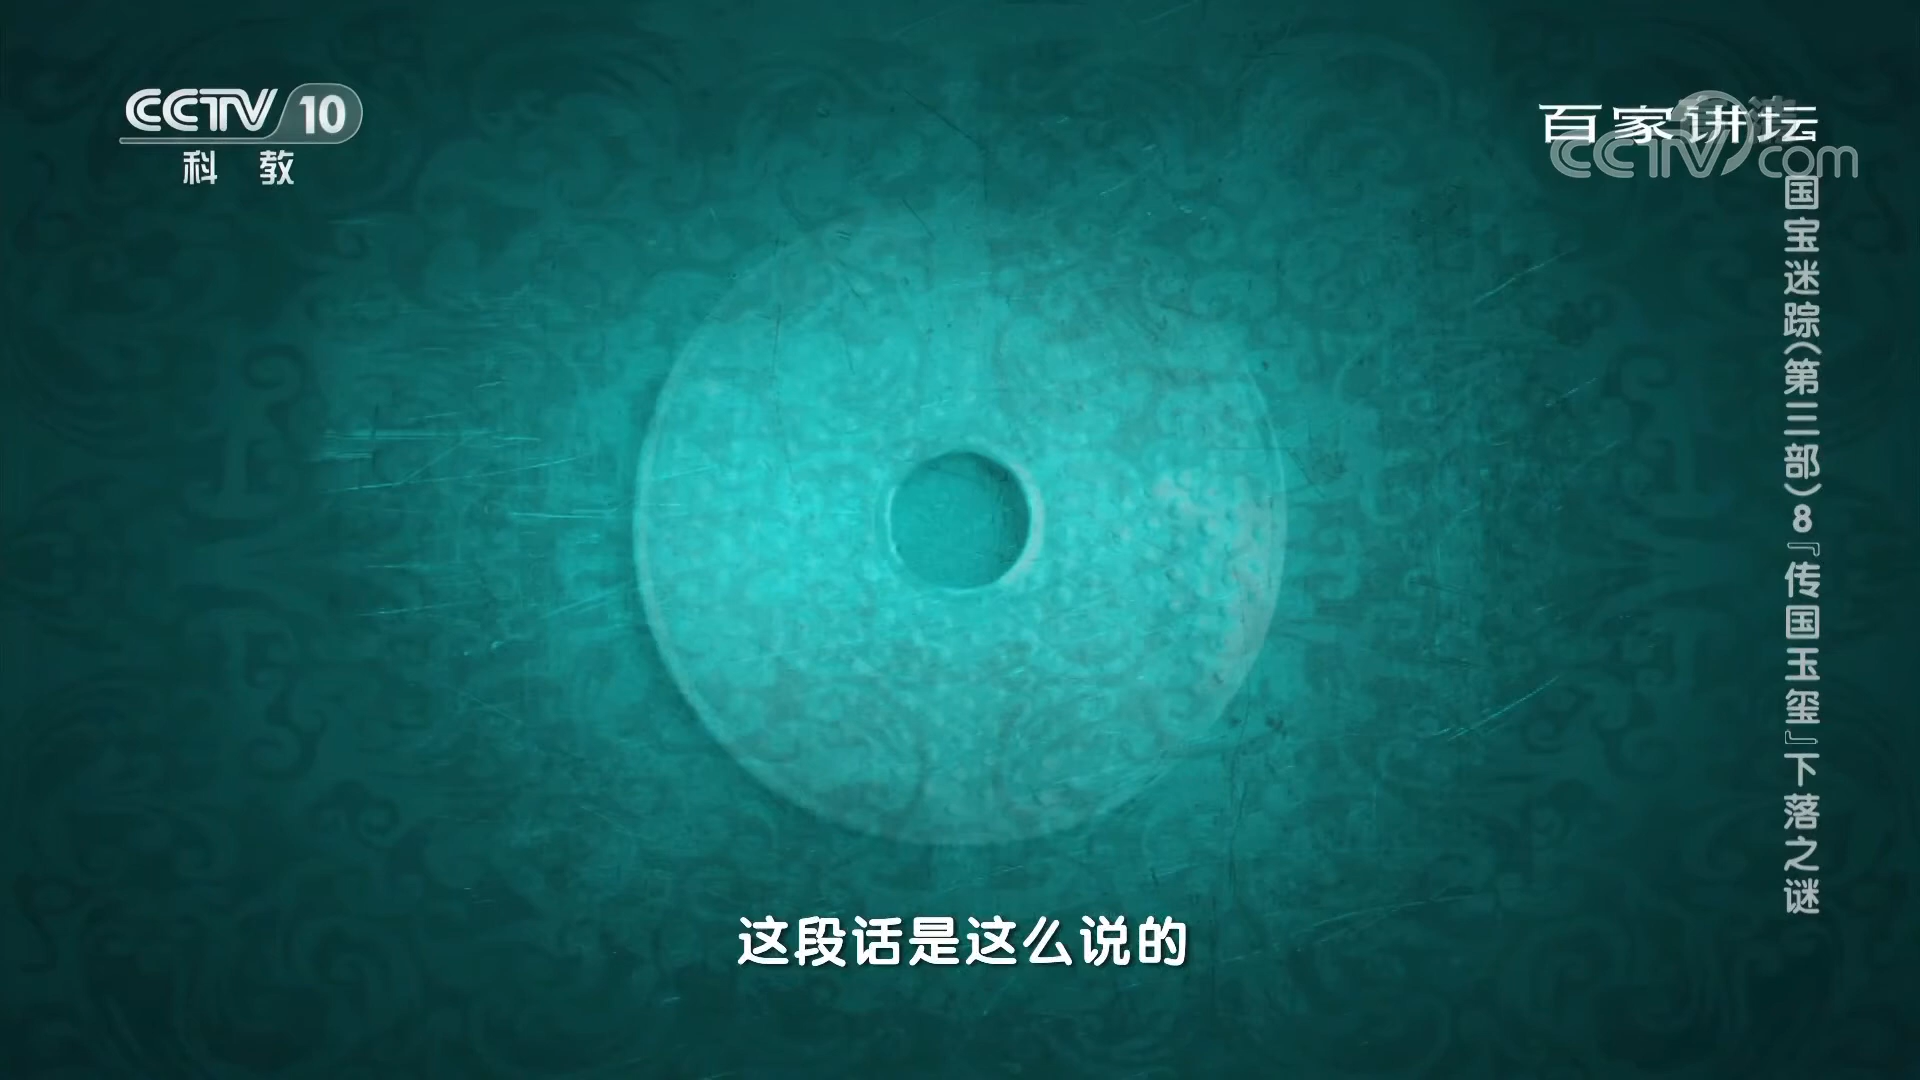 CCTV 10
科 教
百家讲坛
CCTV.com
国宝迷踪(第三部)8『传国玉玺』下落之谜
这段话是这么说的